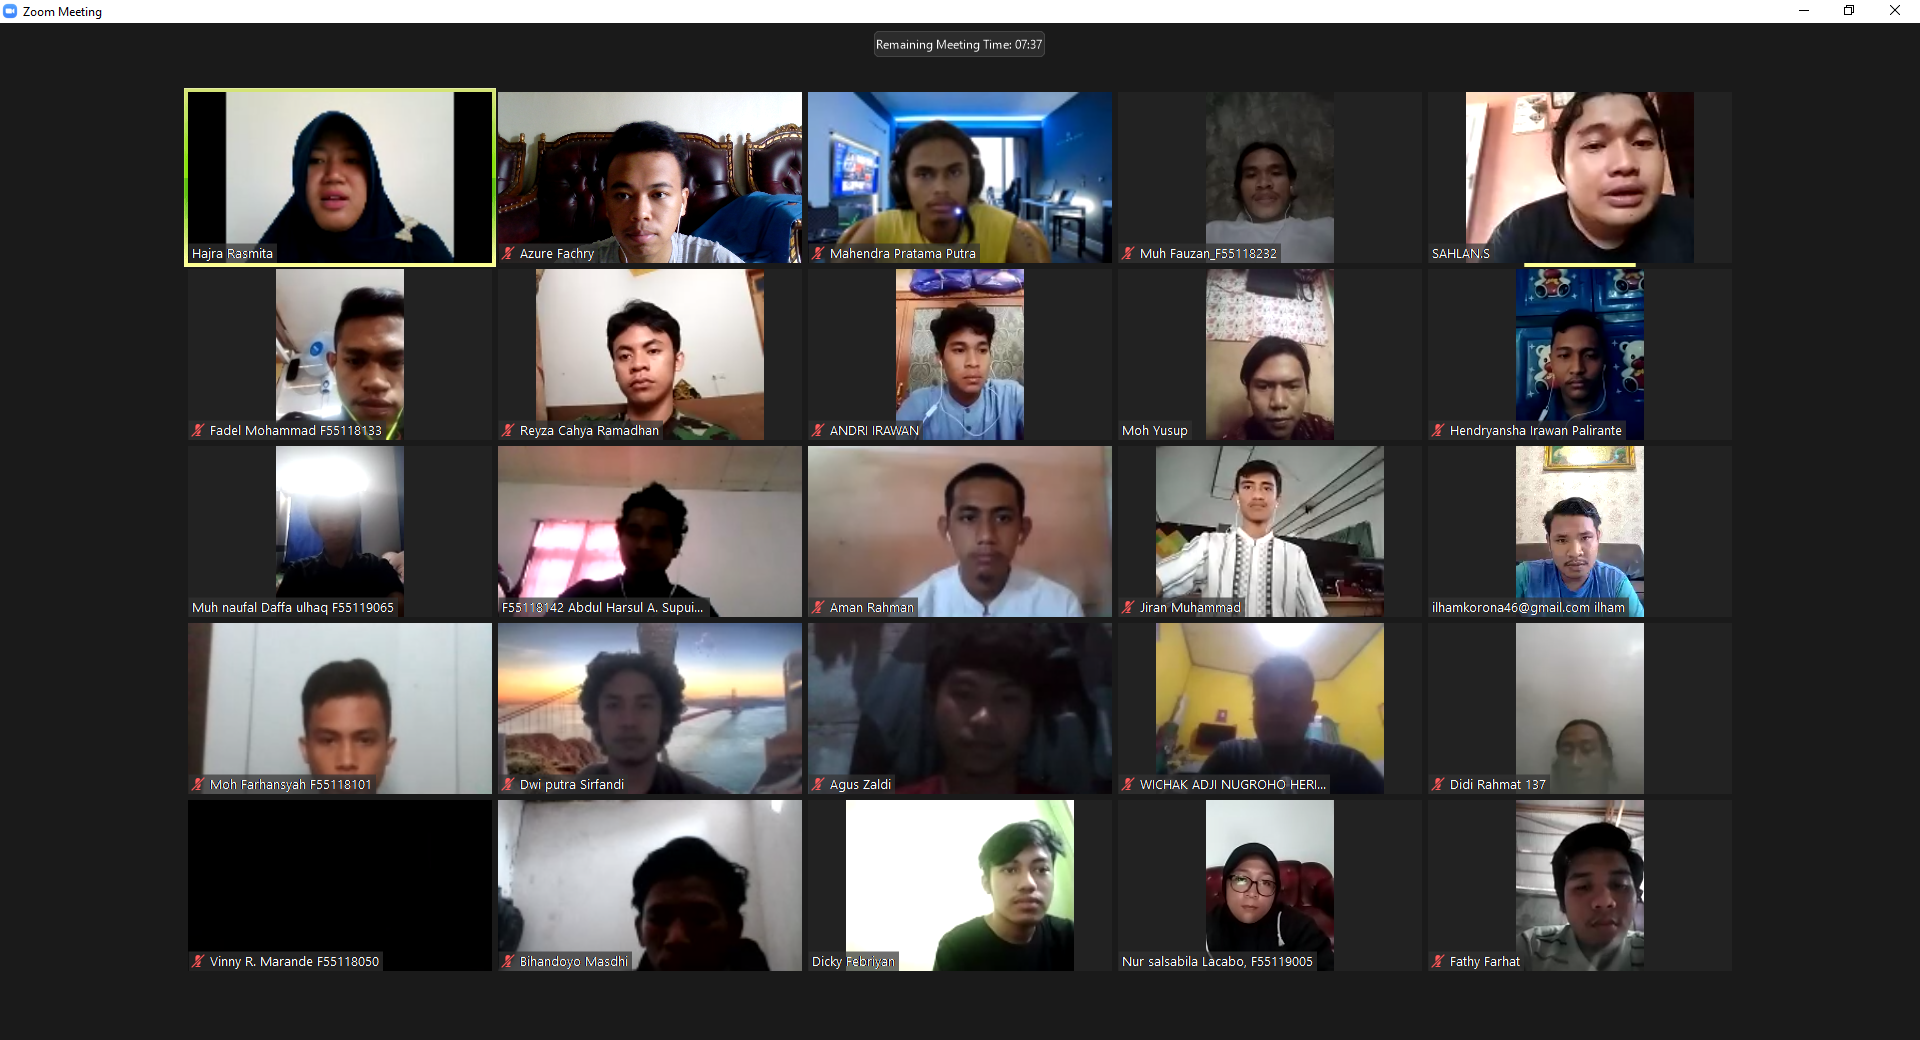 Zoom Meeting
Remaining Meeting Time: 07:37
Hajra Rasmita
Azure Fachry
Mahendra Pratama Putra
Muh Fauzan_F55118232
SAHLAN.S
Fadel Mohammad F55118133
Reyza Cahya Ramadhan
ANDRI IRAWAN
Moh Yusup
Hendryansha Irawan Palirante
Muh naufal Daffa ulhaq F55119065
F55118142 Abdul Harsul A. Supui...
Aman Rahman
Jiran Muhammad
ilhamkorona46@gmail.com ilham
Moh Farhansyah F55118101
Dwi putra Sirfandi
Agus Zaldi
WICHAK ADJI NUGROHO HERI...
Didi Rahmat 137
Vinny R. Marande F55118050
Bihandoyo Masdhi
Dicky Febriyan
Nur salsabila Lacabo, F55119005
Fathy Farhat